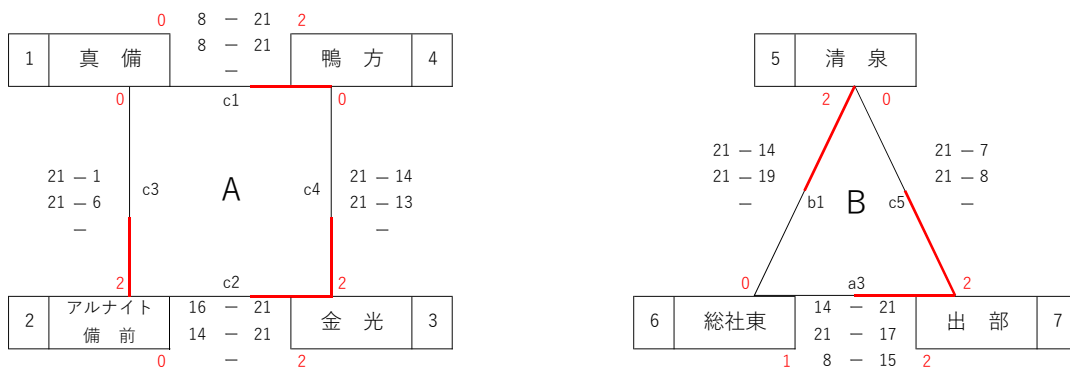 0 8 － 21 2
8 － 21
－
1 真 備 鴨 方 4
0 c1 0
21 － 1
21 － 6
－
c3 A c4
21 － 14
21 － 13
－
2 c2 2
2 アルナイト 備 前 16 － 21 金 光 3
14 － 21
0 － 2
5 清 泉
2 0
21 － 14
21 － 19
－
b1 B c5
21 － 7
21 － 8
－
0 a3 2
6 総社東 14 － 21 出 部 7
21 － 17
1 8 － 15 2